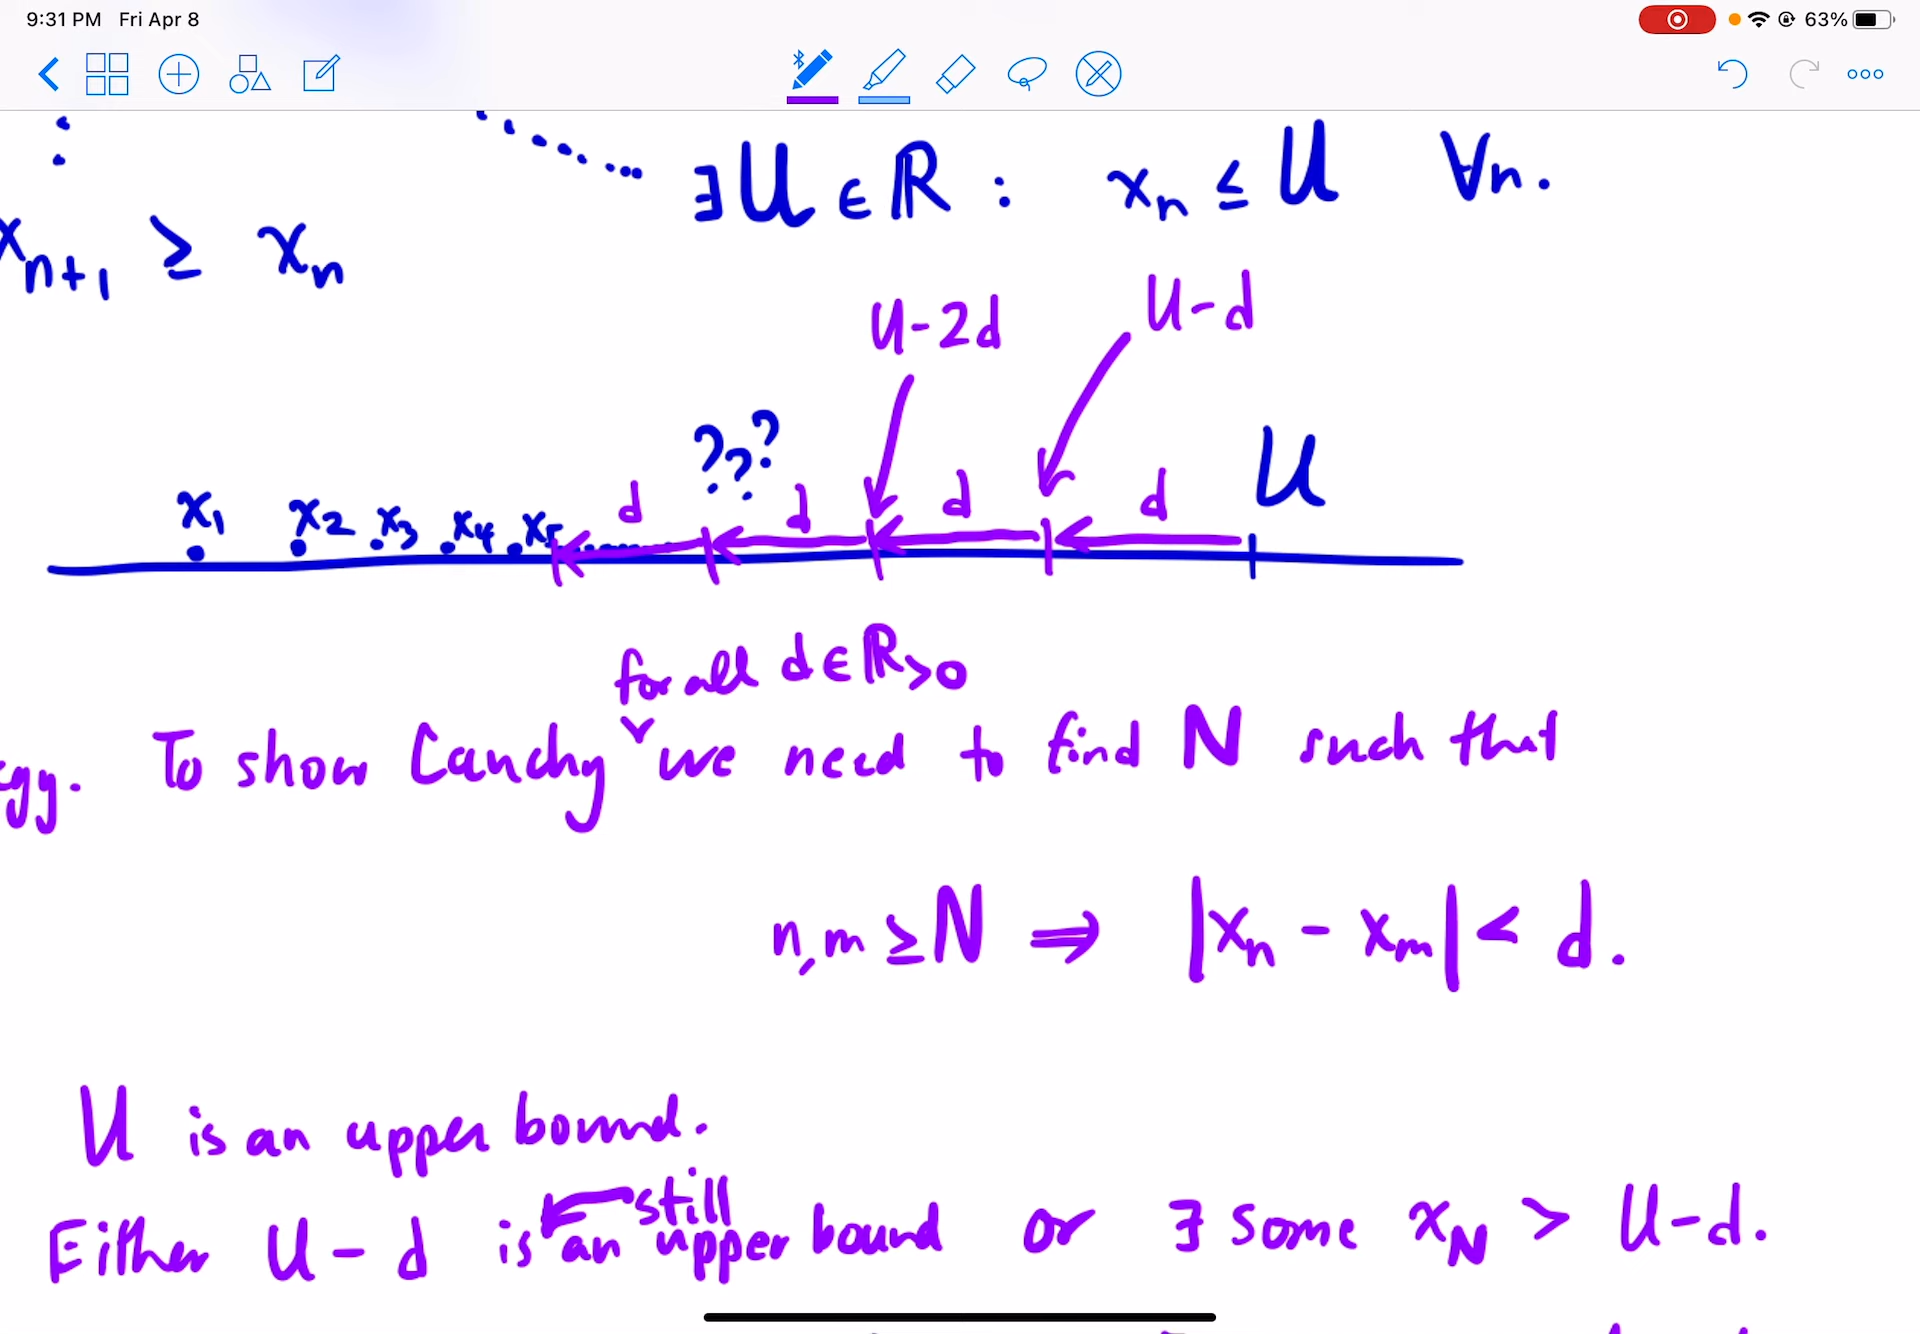 9:31 PM Fri Apr 8 63%
∃ U ∈ ℝ : xₙ ≤ U ∀n.
xₙ₊₁ ≥ xₙ
U-2d U-d
??? U
d d d d
x₁ x₂ x₃ x₄ x₅
for all d ∈ ℝ>0
egy. To show Cauchy ˅ we need to find N such that
n,m ≥ N ⇒ |xₙ - xₘ| < d.
U is an upper bound.
still
Either U - d is an upper bound or ∃ some x_N > U-d.